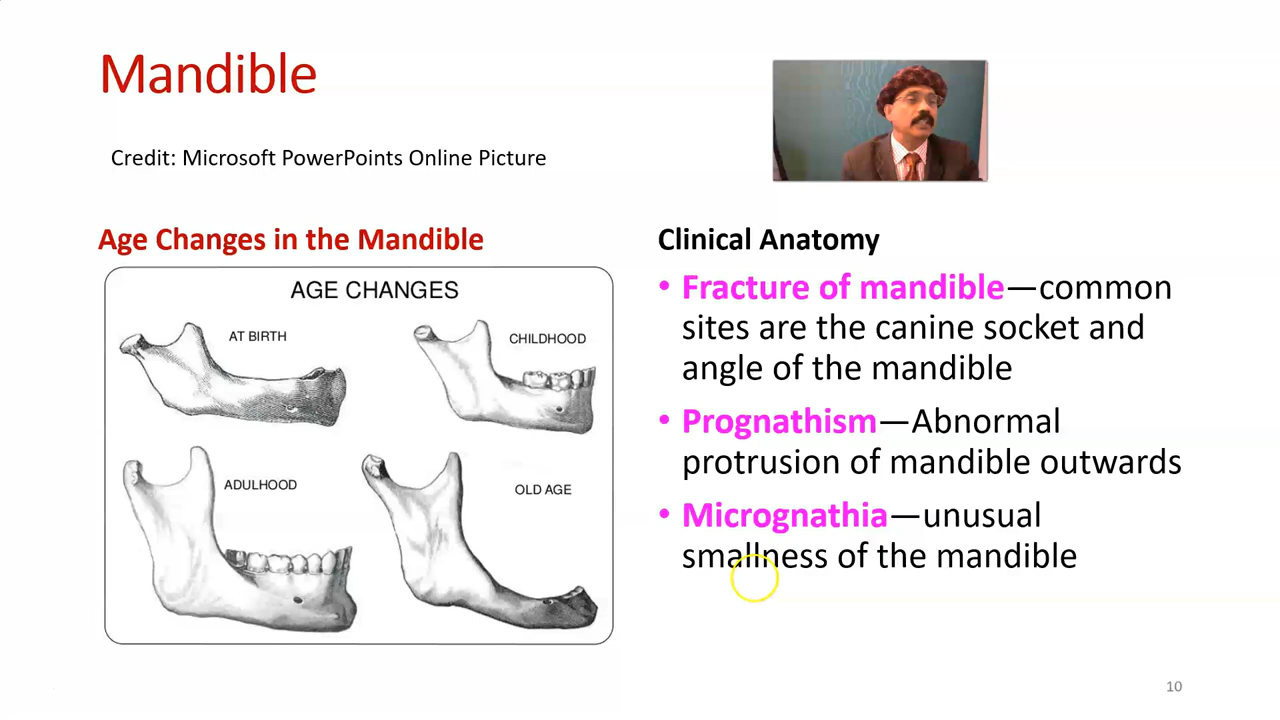 Mandible
Credit: Microsoft PowerPoints Online Picture
Age Changes in the Mandible
AGE CHANGES
AT BIRTH
CHILDHOOD
ADULHOOD
OLD AGE
Clinical Anatomy
• Fracture of mandible—common
sites are the canine socket and
angle of the mandible
• Prognathism—Abnormal
protrusion of mandible outwards
• Micrognathia—unusual
smallness of the mandible
10